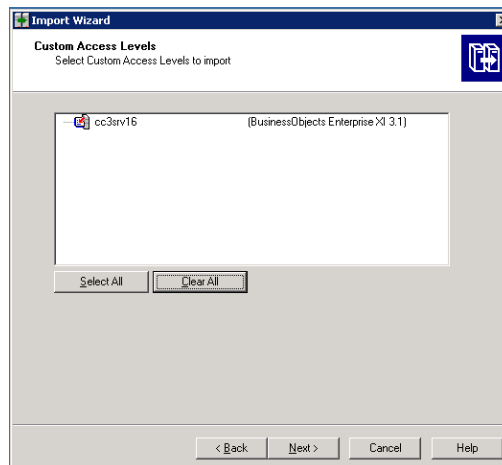 Import Wizard
Custom Access Levels
Select Custom Access Levels to import
cc3srv16 (BusinessObjects Enterprise XI 3.1)
Select All Clear All
< Back Next > Cancel Help